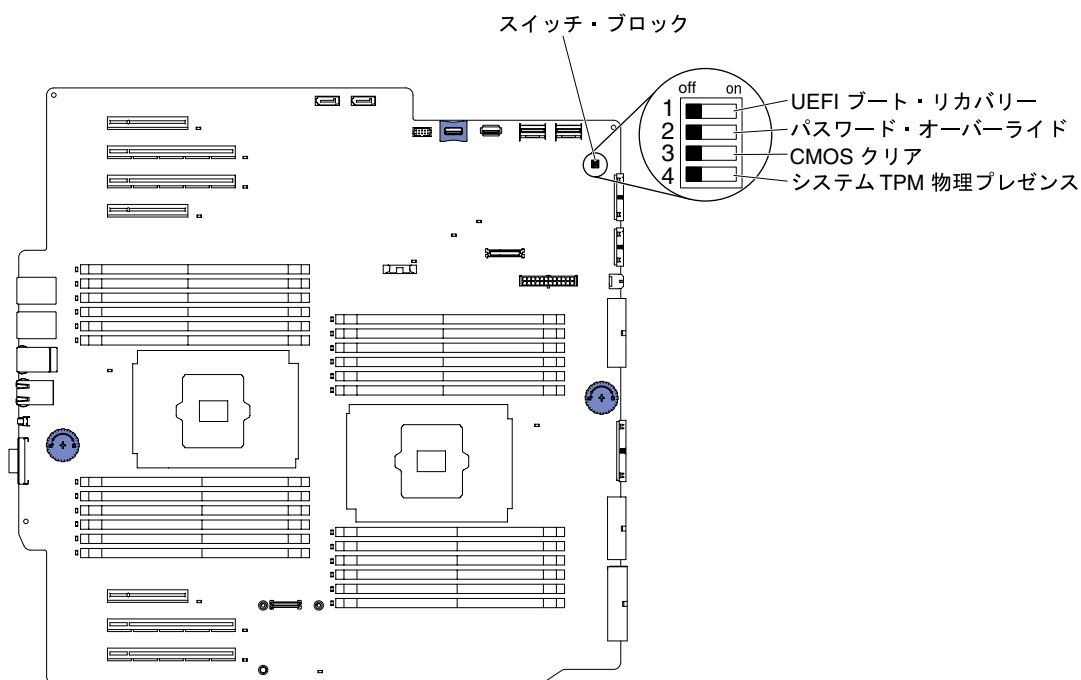 スイッチ・ブロック
off on
1 UEFI ブート・リカバリー
2 パスワード・オーバーライド
3 CMOS クリア
4 システム TPM 物理プレゼンス